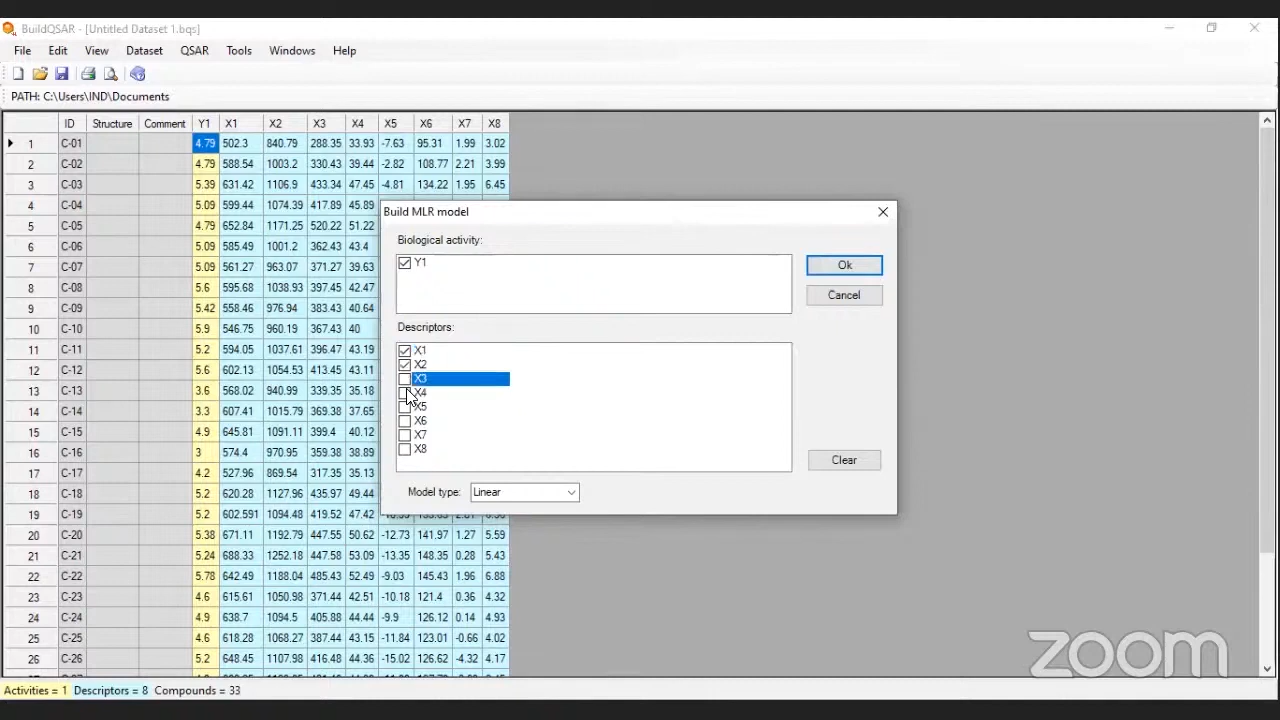 BuildQSAR - [Untitled Dataset 1.bqs]
File Edit View Dataset QSAR Tools Windows Help
PATH: C:\Users\IND\Documents
ID Structure Comment Y1 X1 X2 X3 X4 X5 X6 X7 X8
1 C-01 4.79 502.3 840.79 288.35 33.93 -7.63 95.31 1.99 3.02
2 C-02 4.79 588.54 1003.2 330.43 39.44 -2.82 108.77 2.21 3.99
3 C-03 5.39 631.42 1106.9 433.34 47.45 -4.81 134.22 1.95 6.45
4 C-04 5.09 599.44 1074.39 417.89 45.89
5 C-05 4.79 652.84 1171.25 520.22 51.22
6 C-06 5.09 585.49 1001.2 362.43 43.4
7 C-07 5.09 561.27 963.07 371.27 39.63
8 C-08 5.6 595.68 1038.93 397.45 42.47
9 C-09 5.42 558.46 976.94 383.43 40.64
10 C-10 5.9 546.75 960.19 367.43 40
11 C-11 5.2 594.05 1037.61 396.47 43.19
12 C-12 5.6 602.13 1054.53 413.45 43.11
13 C-13 3.6 568.02 940.99 339.35 35.18
14 C-14 3.3 607.41 1015.79 369.38 37.65
15 C-15 4.9 645.81 1091.11 399.4 40.12
16 C-16 3 574.4 970.95 359.38 38.89
17 C-17 4.2 527.96 869.54 317.35 35.13
18 C-18 5.2 620.28 1127.96 435.97 49.44
19 C-19 5.2 602.591 1094.48 419.52 47.42
20 C-20 5.38 671.11 1192.79 447.55 50.62 -12.73 141.97 1.27 5.59
21 C-21 5.24 688.33 1252.18 447.58 53.09 -13.35 148.35 0.28 5.43
22 C-22 5.78 642.49 1188.04 485.43 52.49 -9.03 145.43 1.96 6.88
23 C-23 4.6 615.61 1050.98 371.44 42.51 -10.18 121.4 0.36 4.32
24 C-24 4.9 638.7 1094.5 405.88 44.44 -9.9 126.12 0.14 4.93
25 C-25 4.6 618.28 1068.27 387.44 43.15 -11.84 123.01 -0.66 4.02
26 C-26 5.2 648.45 1107.98 416.48 44.36 -15.02 126.62 -4.32 4.17
Build MLR model
Biological activity:
Y1
Ok
Cancel
Descriptors:
X1
X2
X3
X4
X5
X6
X7
X8
Clear
Model type: Linear
zoom
Activities = 1 Descriptors = 8 Compounds = 33